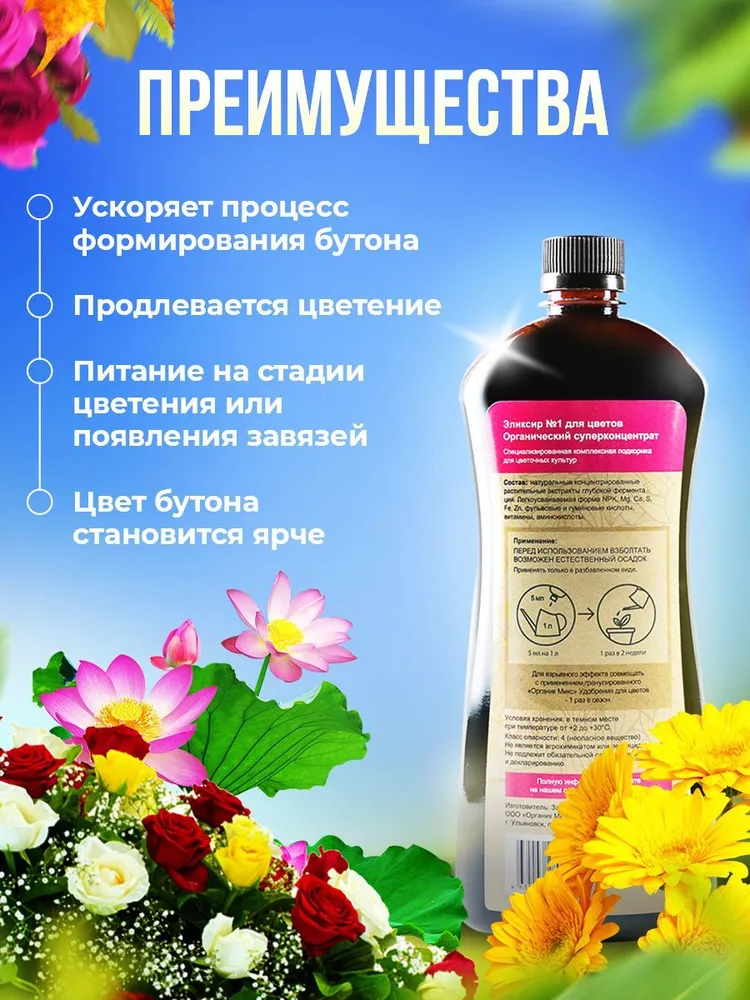 ПРЕИМУЩЕСТВА
Ускоряет процесс
формирования бутона
Продлевается цветение
Питание на стадии
цветения или
появления завязей
Цвет бутона
становится ярче
Эликсир №1 для цветов
Органический суперконцентрат
Специализированная комплексная подкормка
для цветочных культур
Состав: натуральные концентрированные
растительные экстракты глубокой фермента-
ции. Легкоусваиваемая форма NPK, Mg, Ca, S,
Fe, Zn, фульвовые и гуминовые кислоты,
витамины, аминокислоты.
Применение:
ПЕРЕД ИСПОЛЬЗОВАНИЕМ ВЗБОЛТАТЬ
ВОЗМОЖЕН ЕСТЕСТВЕННЫЙ ОСАДОК
Применять только в разбавленном виде.
5 мл
1 л
5 мл на 1 л
1 раз в 2 недели
Для взрывного эффекта совмещать
с применением гранулированного
«Органик Микс» Удобрения для цветов
- 1 раз в сезон.
Условия хранения: в темном месте
при температуре от +2 до +30°С.
Класс опасности: 4 (неопасное вещество)
Не является агрохимикатом или
Не подлежит обязательной
и декларированию.
Полную
на нашем
Изготовитель:
ООО «Органик
г. Ульяновск,